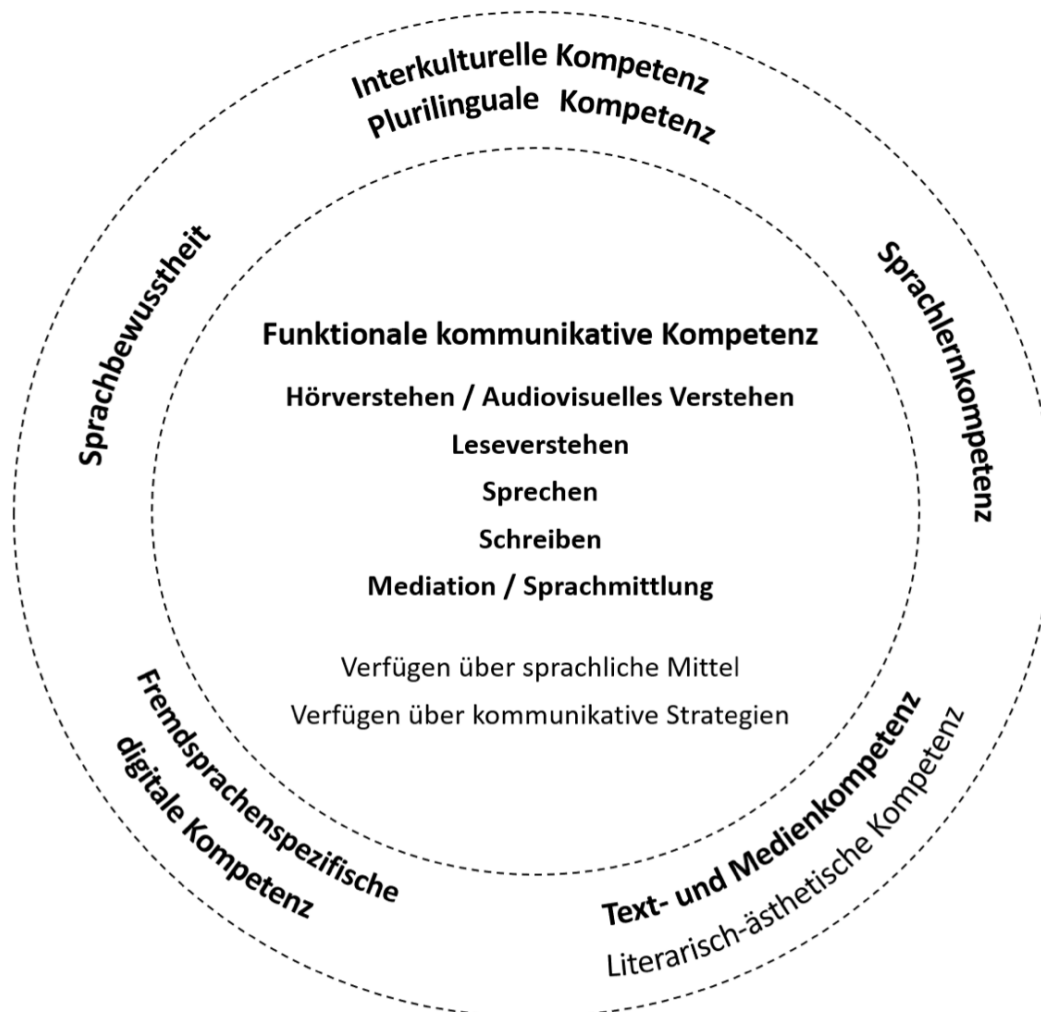 Interkulturelle Kompetenz
Plurilinguale Kompetenz
Sprachbewusstheit
Sprachlernkompetenz
Funktionale kommunikative Kompetenz
Hörverstehen / Audiovisuelles Verstehen
Leseverstehen
Sprechen
Schreiben
Mediation / Sprachmittlung
Verfügen über sprachliche Mittel
Verfügen über kommunikative Strategien
Fremdsprachenspezifische
digitale Kompetenz
Text- und Medienkompetenz
Literarisch-ästhetische Kompetenz